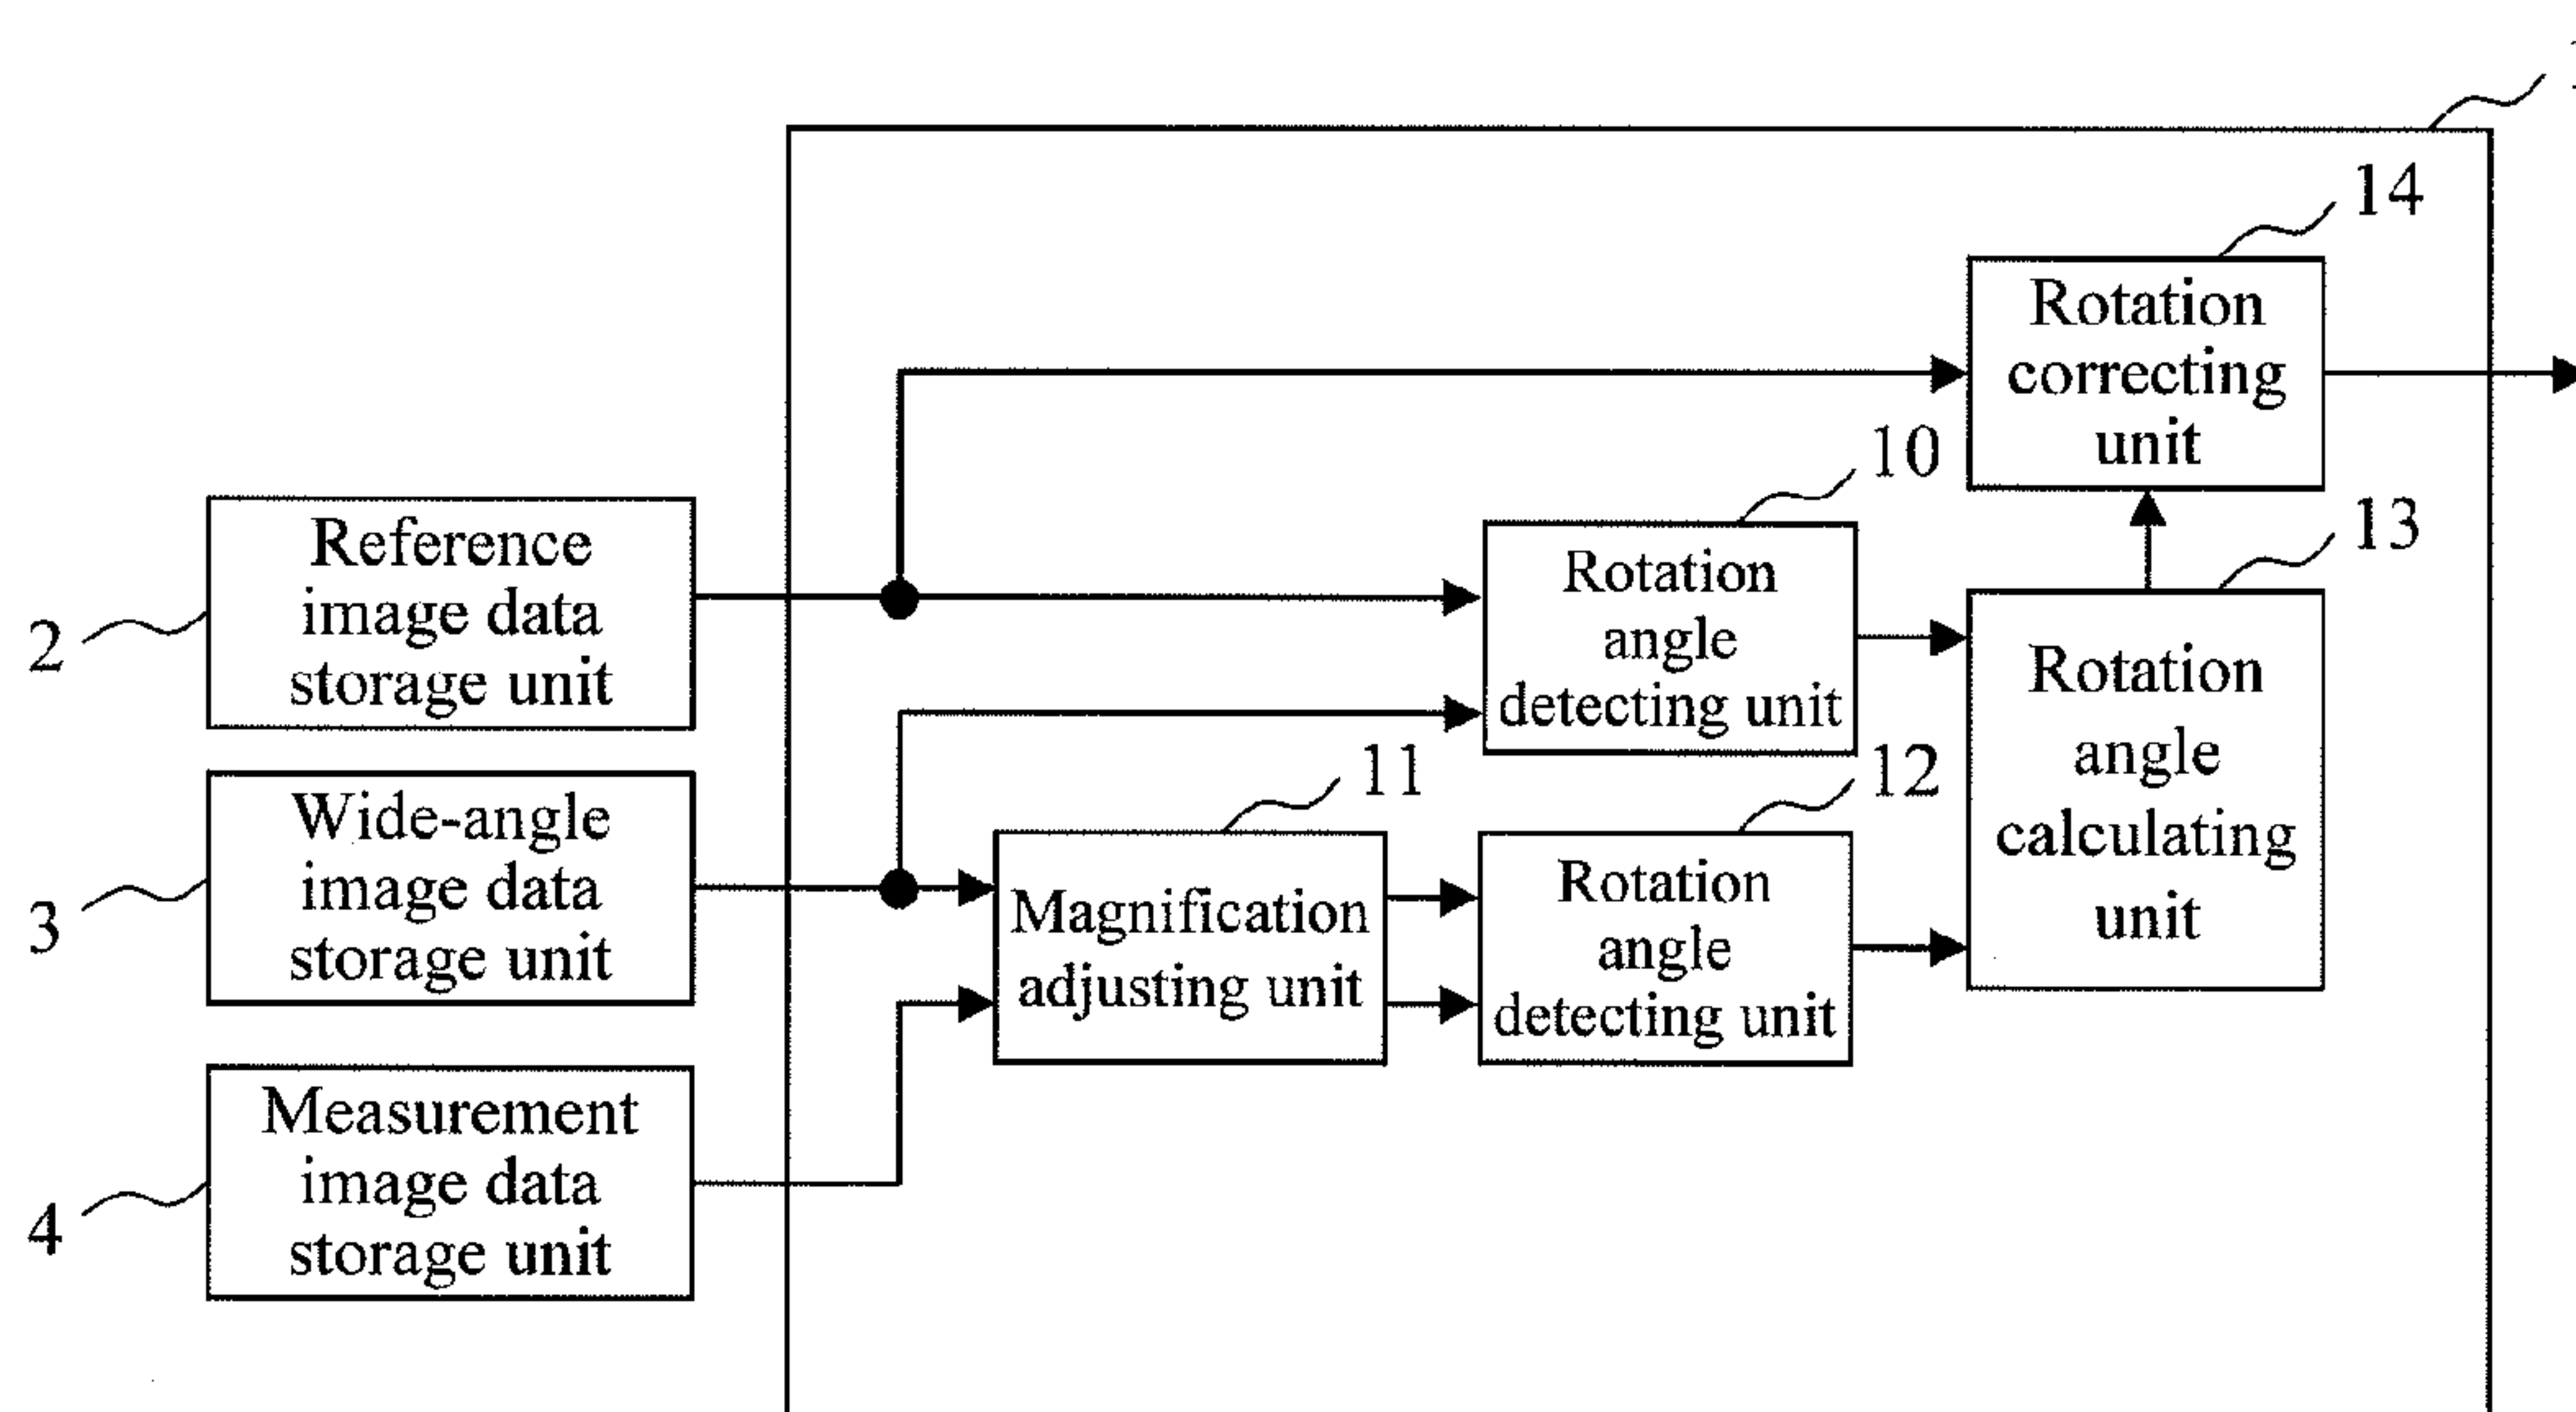 14
Rotation
correcting
unit
10
13
Reference
image data
storage unit
2
Rotation
angle
detecting unit
Rotation
angle
calculating
unit
11
12
Wide-angle
image data
storage unit
3
Magnification
adjusting unit
Rotation
angle
detecting unit
Measurement
image data
storage unit
4